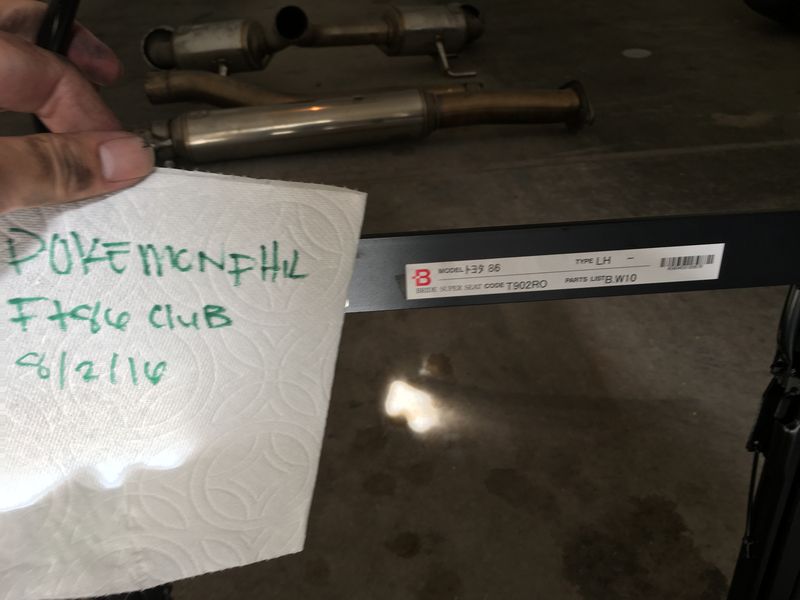 POKEMONPHIL
Ft86 CluB
8/2/16
B MODEL トヨタ 86 TYPE LH -
BRIDE SUPER SEAT CODE T902RO PARTS LIST B.W10